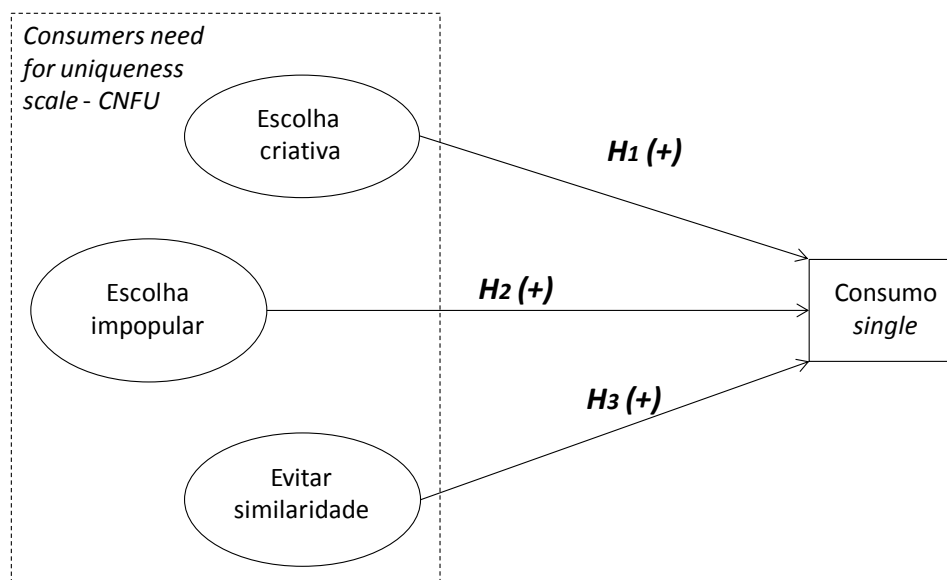 Consumers need
for uniqueness
scale - CNFU
Escolha
criativa
H1 (+)
Escolha
impopular
H2 (+)
Consumo
single
H3 (+)
Evitar
similaridade